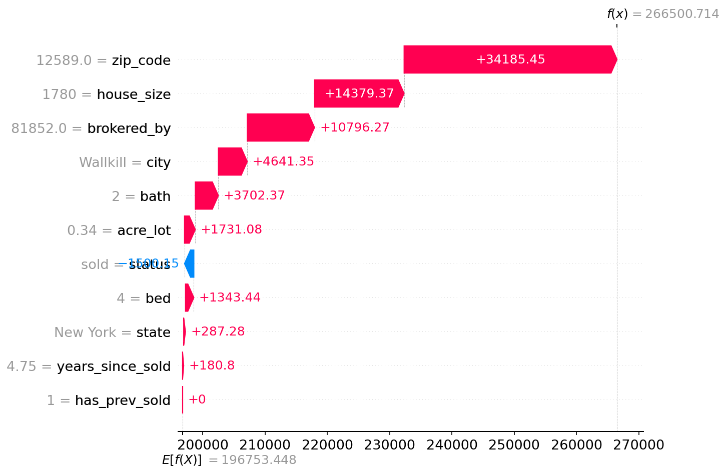 f(x) = 266500.714
12589.0 = zip_code
+34185.45
1780 = house_size
+14379.37
81852.0 = brokered_by
+10796.27
Wallkill = city
+4641.35
2 = bath
+3702.37
0.34 = acre_lot
+1731.08
sold = status
−1500.15
4 = bed
+1343.44
New York = state
+287.28
4.75 = years_since_sold
+180.8
1 = has_prev_sold
+0
200000 210000 220000 230000 240000 250000 260000 270000
E[f(X)] = 196753.448